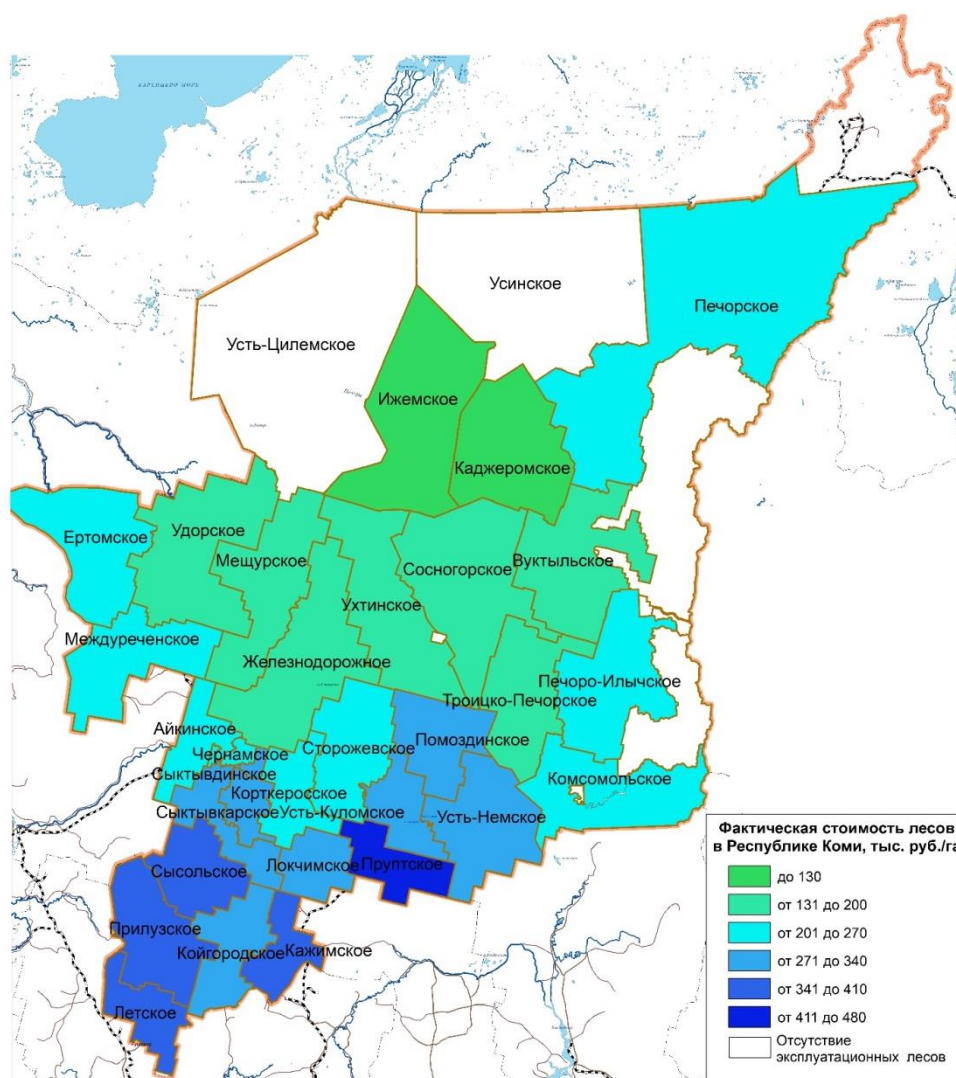 Усинское
Печорское
Усть-Цилемское
Ижемское
Каджеромское
Ертомское
Удорское
Мещурское
Сосногорское
Вуктыльское
Ухтинское
Междуреченское
Железнодорожное
Печоро-Илычское
Троицко-Печорское
Айкинское
Сторожевское
Помоздинское
Чернамское
Сыктывдинское
Комсомольское
Корткеросское
Сыктывкарское
Усть-Куломское
Усть-Немское
Сысольское
Локчимское
Пруптское
Прилузское
Койгородское
Кажимское
Летское
Фактическая стоимость лесов
в Республике Коми, тыс. руб./га
до 130
от 131 до 200
от 201 до 270
от 271 до 340
от 341 до 410
от 411 до 480
Отсутствие
эксплуатационных лесов